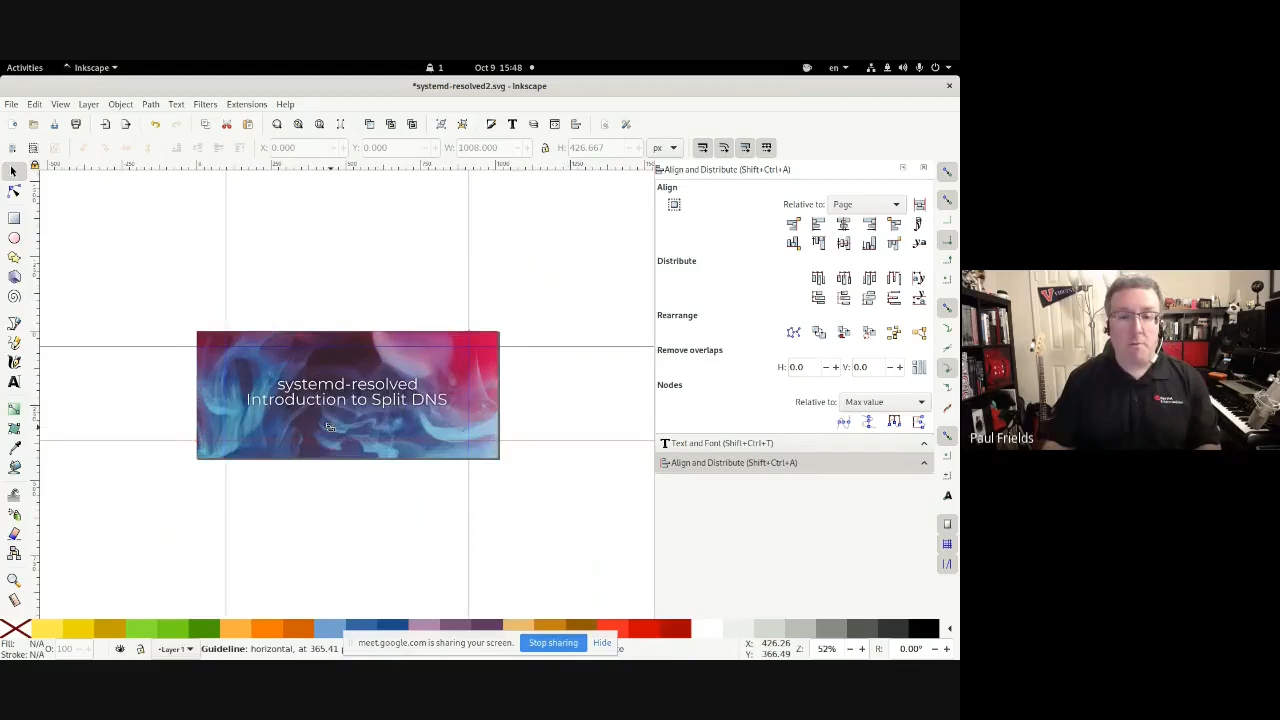 Activities
Inkscape
1
Oct 9 15:48
en
*systemd-resolved2.svg - Inkscape
File Edit View Layer Object Path Text Filters Extensions Help
X: 0.000
Y: 0.000
W: 1008.000
H: 426.667
px
Align and Distribute (Shift+Ctrl+A)
Align
Relative to: Page
Distribute
Rearrange
Remove overlaps
H: 0.0
V: 0.0
Nodes
Relative to: Max value
Text and Font (Shift+Ctrl+T)
Align and Distribute (Shift+Ctrl+A)
systemd-resolved
Introduction to Split DNS
Paul Frields
meet.google.com is sharing your screen.
Stop sharing
Hide
Fill: N/A
Stroke: N/A
O: 100
Layer 1
Guideline: horizontal, at 365.41
X: 426.26
Y: 366.49
Z: 52%
R: 0.00°